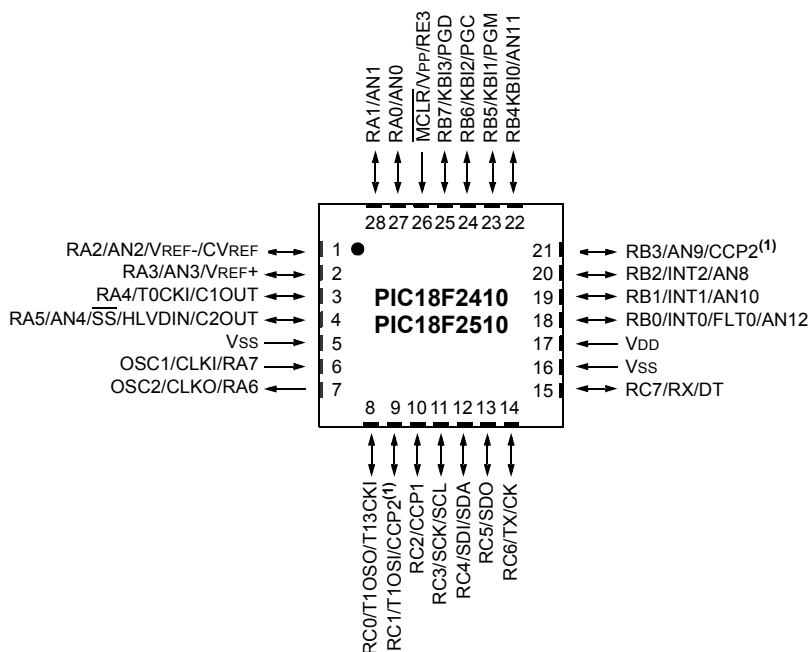 RA1/AN1
RA0/AN0
MCLR/VPP/RE3
RB7/KBI3/PGD
RB6/KBI2/PGC
RB5/KBI1/PGM
RB4KBI0/AN11
28 27 26 25 24 23 22
RA2/AN2/VREF-/CVREF 1
RA3/AN3/VREF+ 2
RA4/T0CKI/C1OUT 3
RA5/AN4/SS/HLVDIN/C2OUT 4
VSS 5
OSC1/CLKI/RA7 6
OSC2/CLKO/RA6 7
PIC18F2410
PIC18F2510
21 RB3/AN9/CCP2(1)
20 RB2/INT2/AN8
19 RB1/INT1/AN10
18 RB0/INT0/FLT0/AN12
17 VDD
16 VSS
15 RC7/RX/DT
8 9 10 11 12 13 14
RC0/T1OSO/T13CKI
RC1/T1OSI/CCP2(1)
RC2/CCP1
RC3/SCK/SCL
RC4/SDI/SDA
RC5/SDO
RC6/TX/CK